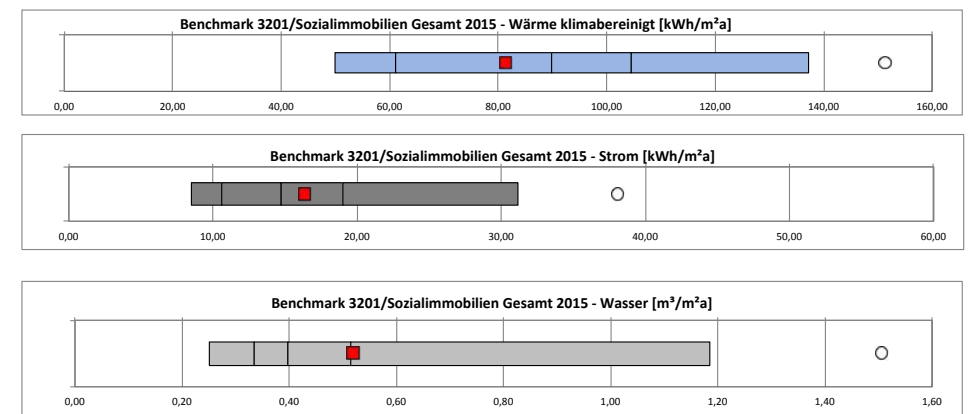 Benchmark 3201/Sozialimmobilien Gesamt 2015 - Wärme klimabereinigt [kWh/m²a]
0,00 20,00 40,00 60,00 80,00 100,00 120,00 140,00 160,00
Benchmark 3201/Sozialimmobilien Gesamt 2015 - Strom [kWh/m²a]
0,00 10,00 20,00 30,00 40,00 50,00 60,00
Benchmark 3201/Sozialimmobilien Gesamt 2015 - Wasser [m³/m²a]
0,00 0,20 0,40 0,60 0,80 1,00 1,20 1,40 1,60